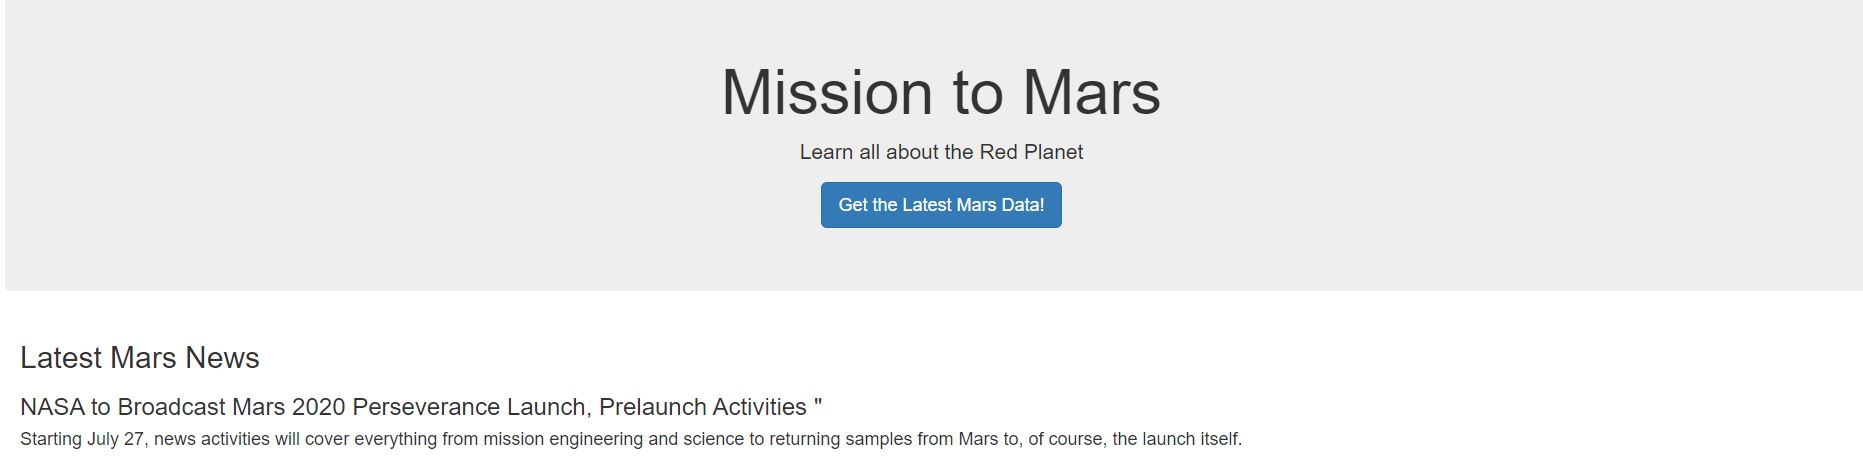 Mission to Mars
Learn all about the Red Planet
Get the Latest Mars Data!
Latest Mars News
NASA to Broadcast Mars 2020 Perseverance Launch, Prelaunch Activities "
Starting July 27, news activities will cover everything from mission engineering and science to returning samples from Mars to, of course, the launch itself.